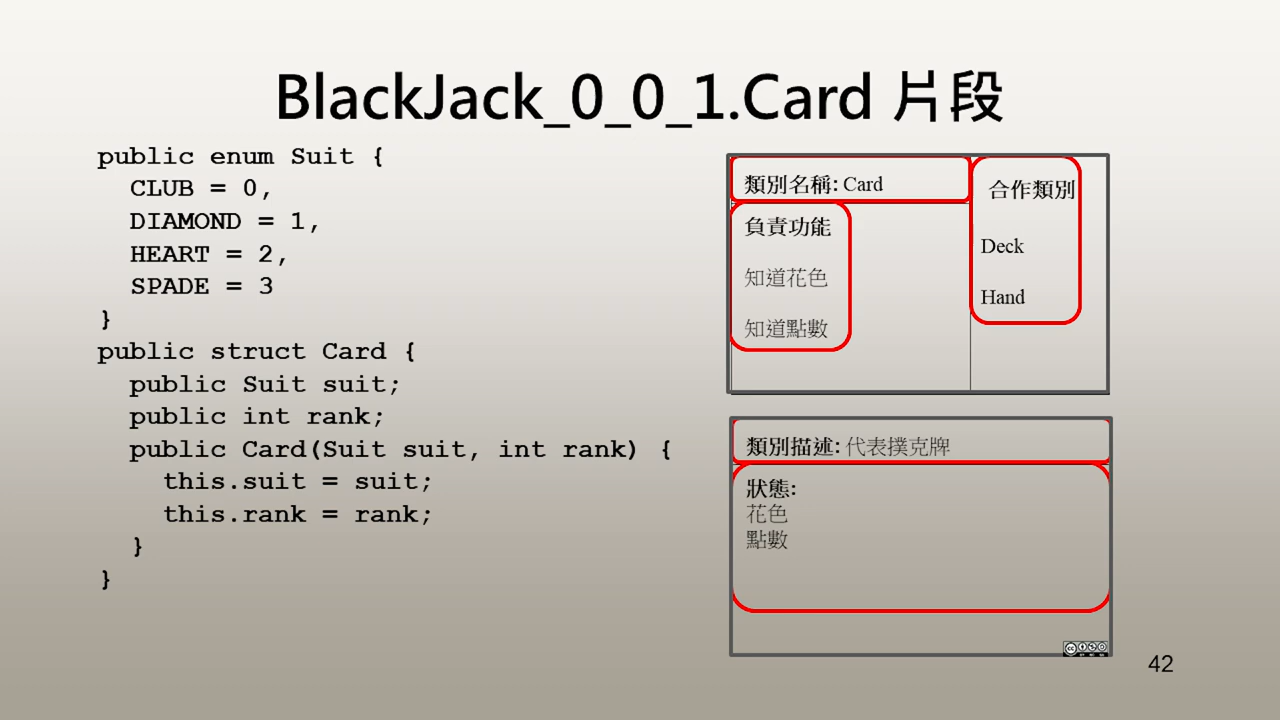 BlackJack_0_0_1.Card 片段
public enum Suit {
CLUB = 0,
DIAMOND = 1,
HEART = 2,
SPADE = 3
}
public struct Card {
public Suit suit;
public int rank;
public Card(Suit suit, int rank) {
this.suit = suit;
this.rank = rank;
}
}
類別名稱: Card
負責功能
知道花色
知道點數
合作類別
Deck
Hand
類別描述: 代表撲克牌
狀態:
花色
點數
42